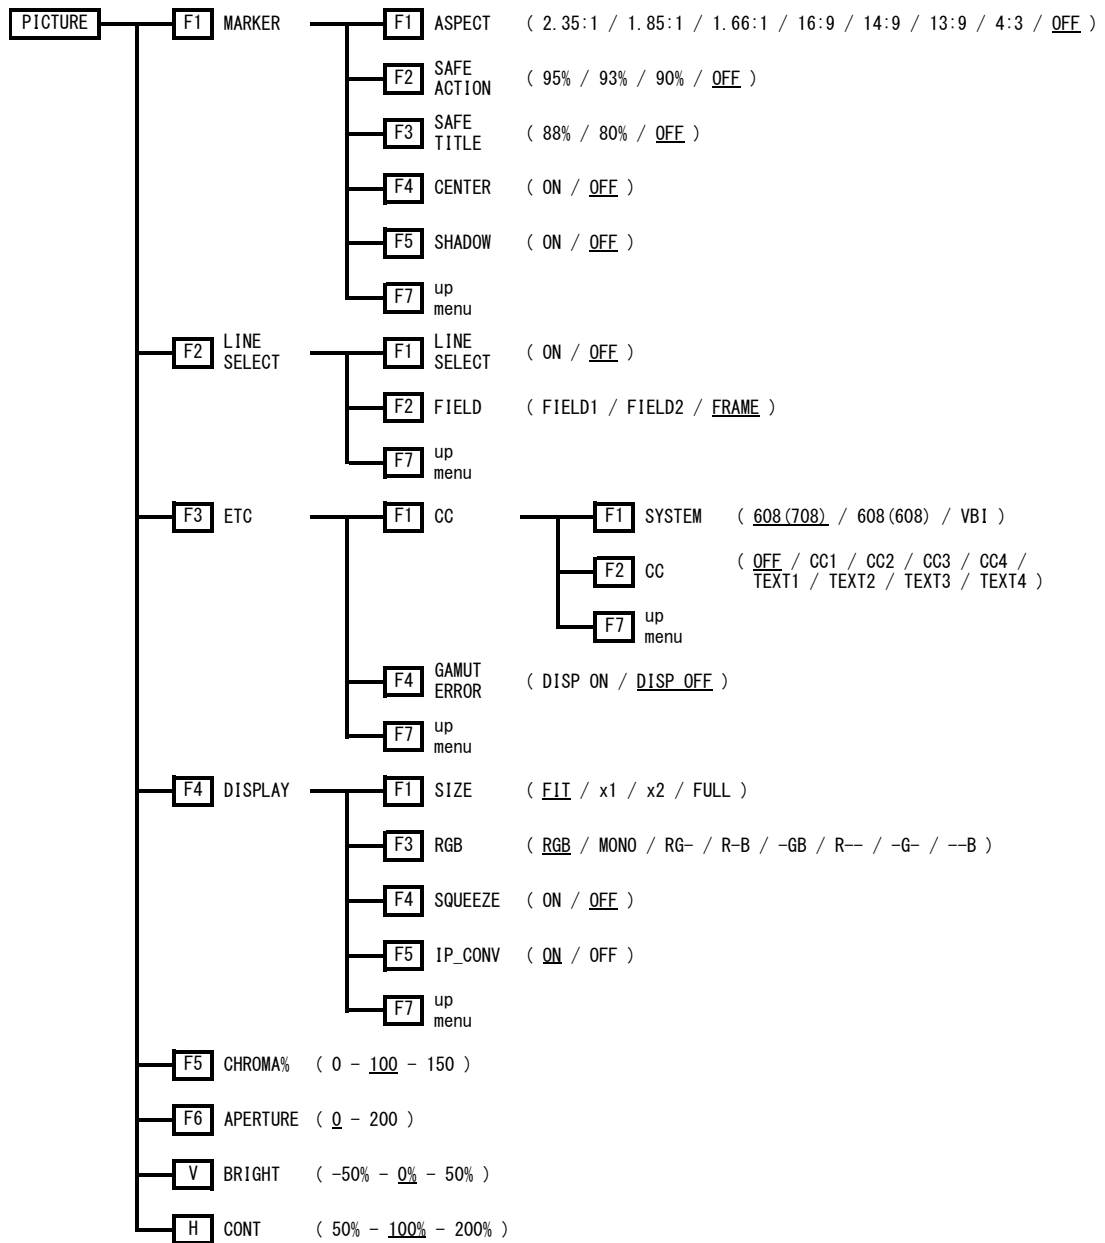 PICTURE F1 MARKER F1 ASPECT ( 2.35:1 / 1.85:1 / 1.66:1 / 16:9 / 14:9 / 13:9 / 4:3 / OFF )
F2 SAFE
ACTION ( 95% / 93% / 90% / OFF )
F3 SAFE
TITLE ( 88% / 80% / OFF )
F4 CENTER ( ON / OFF )
F5 SHADOW ( ON / OFF )
F7 up
menu
F2 LINE
SELECT F1 LINE
SELECT ( ON / OFF )
F2 FIELD ( FIELD1 / FIELD2 / FRAME )
F7 up
menu
F3 ETC F1 CC F1 SYSTEM ( 608(708) / 608(608) / VBI )
F2 CC ( OFF / CC1 / CC2 / CC3 / CC4 /
TEXT1 / TEXT2 / TEXT3 / TEXT4 )
F7 up
menu
F4 GAMUT
ERROR ( DISP ON / DISP OFF )
F7 up
menu
F4 DISPLAY F1 SIZE ( FIT / x1 / x2 / FULL )
F3 RGB ( RGB / MONO / RG- / R-B / -GB / R-- / -G- / --B )
F4 SQUEEZE ( ON / OFF )
F5 IP_CONV ( ON / OFF )
F7 up
menu
F5 CHROMA% ( 0 - 100 - 150 )
F6 APERTURE ( 0 - 200 )
V BRIGHT ( -50% - 0% - 50% )
H CONT ( 50% - 100% - 200% )